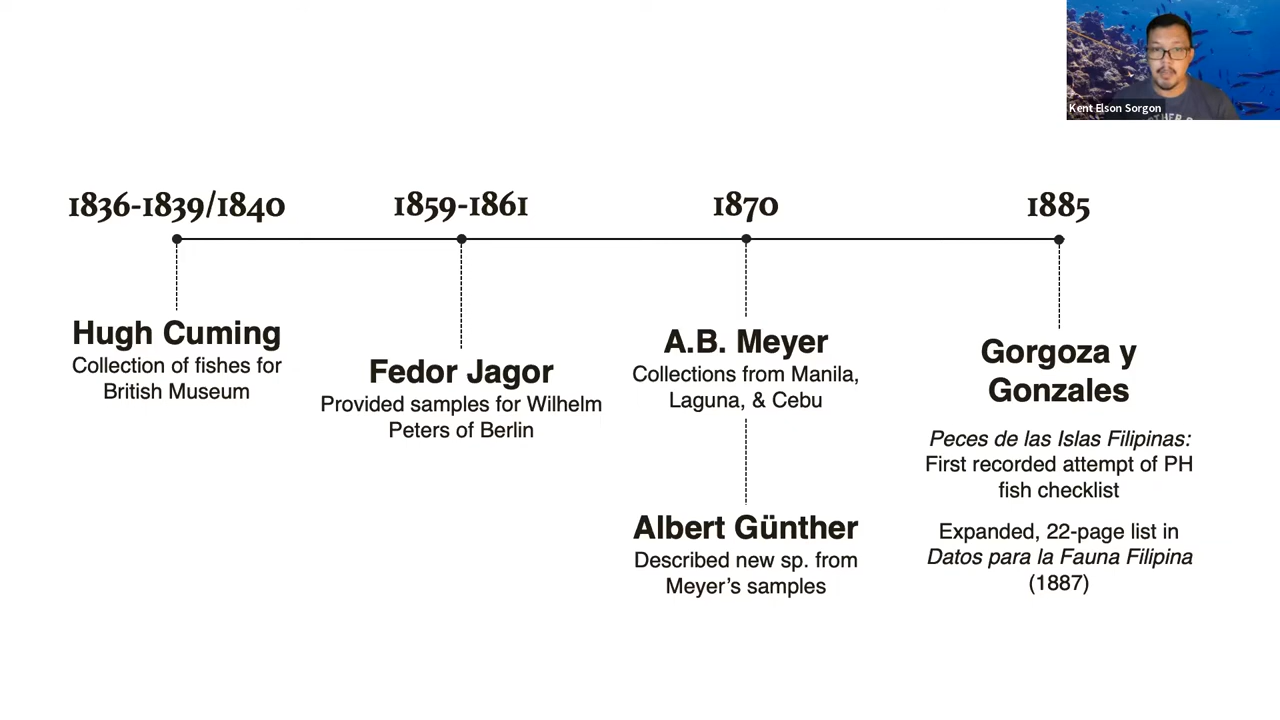 Kent Elson Sorgon
1836-1839/1840
1859-1861
1870
1885
Hugh Cuming
Collection of fishes for
British Museum
Fedor Jagor
Provided samples for Wilhelm
Peters of Berlin
A.B. Meyer
Collections from Manila,
Laguna, & Cebu
Albert Günther
Described new sp. from
Meyer's samples
Gorgoza y
Gonzales
Peces de las Islas Filipinas:
First recorded attempt of PH
fish checklist
Expanded, 22-page list in
Datos para la Fauna Filipina
(1887)